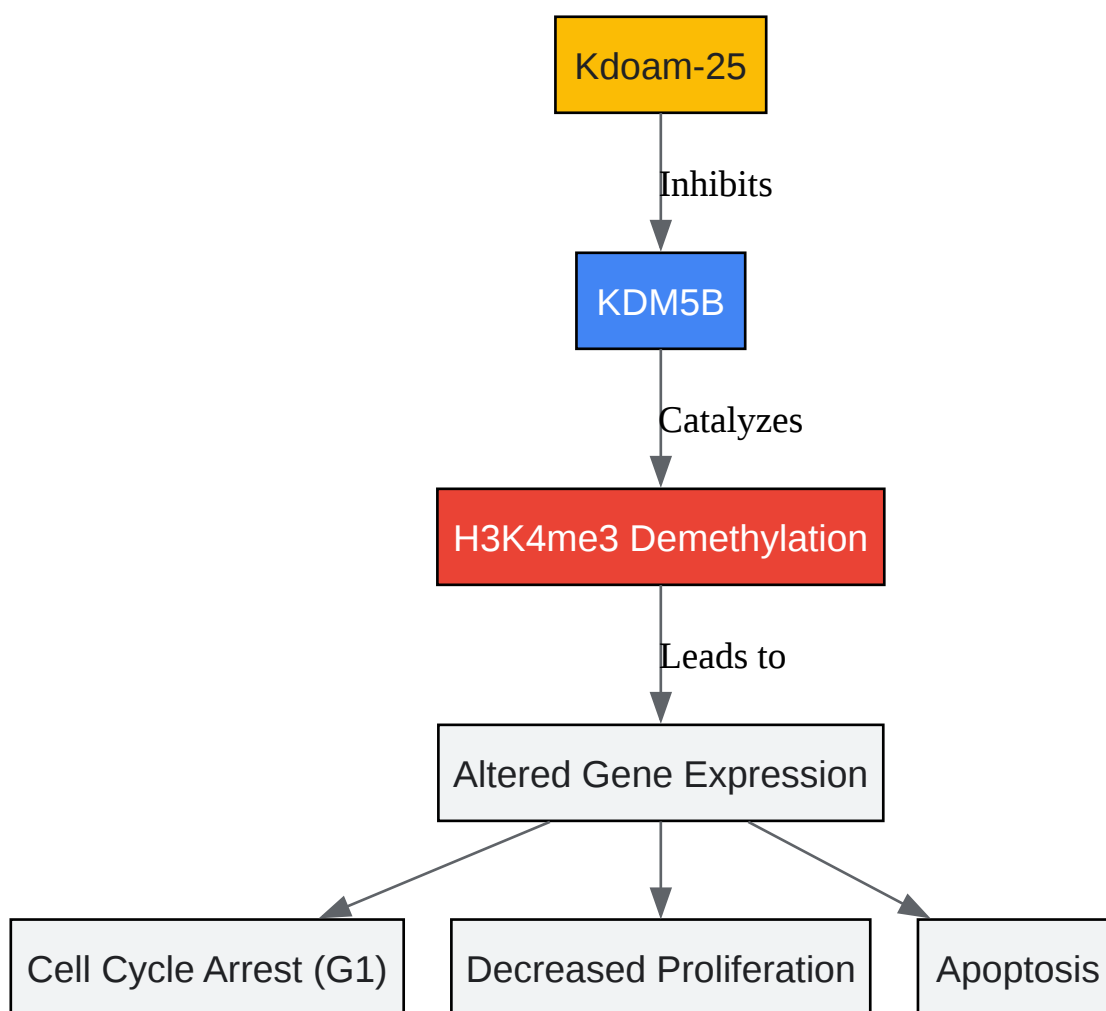 Kdoam-25
Inhibits
KDM5B
Catalyzes
H3K4me3 Demethylation
Leads to
Altered Gene Expression
Cell Cycle Arrest (G1)
Decreased Proliferation
Apoptosis